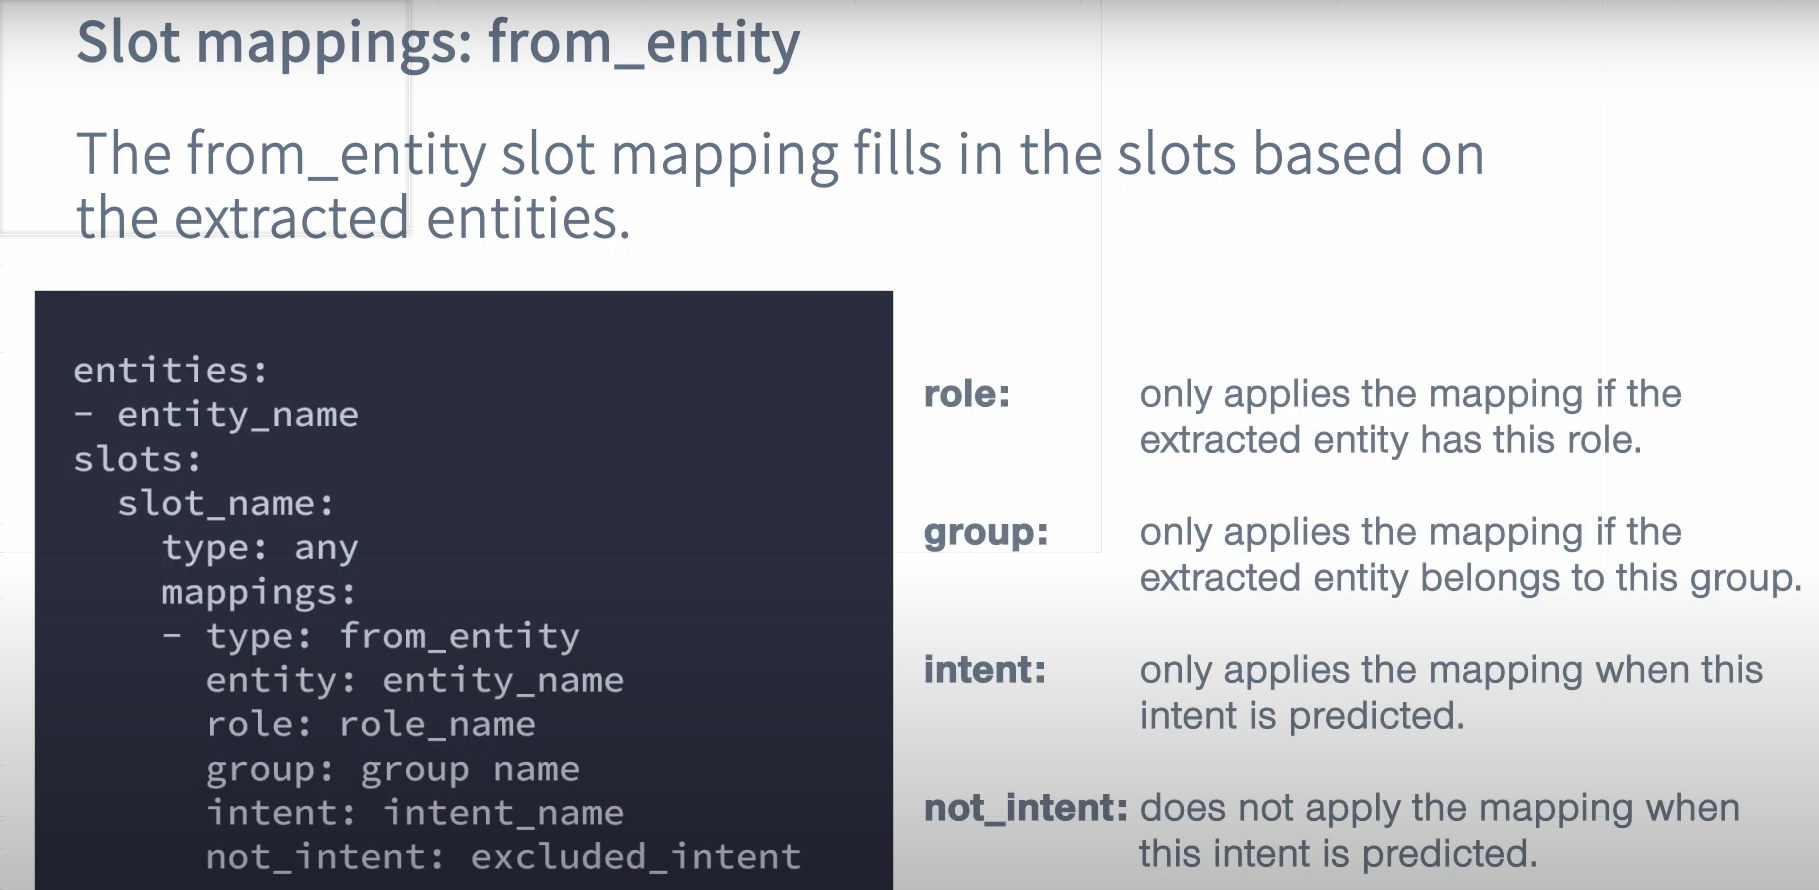 Slot mappings: from_entity
The from_entity slot mapping fills in the slots based on
the extracted entities.
entities:
- entity_name
slots:
  slot_name:
    type: any
    mappings:
    - type: from_entity
      entity: entity_name
      role: role_name
      group: group name
      intent: intent_name
      not_intent: excluded_intent
role: only applies the mapping if the
extracted entity has this role.
group: only applies the mapping if the
extracted entity belongs to this group.
intent: only applies the mapping when this
intent is predicted.
not_intent: does not apply the mapping when
this intent is predicted.